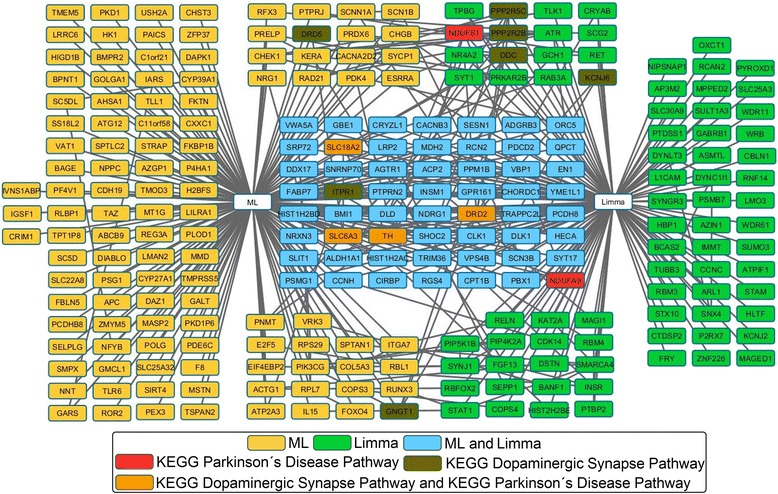 TMEM5 PKD1 USH2A CHST3
LRRC6 HK1 PAICS ZFP37
HIGD1B BMPR2 C1orf21 DAPK1
BPNT1 GOLGA1 IARS CYP39A1
SC5DL AHSA1 TLL1 FKTN
SS18L2 ATG12 C11orf58 CXXC1
VAT1 SPTLC2 STRAP FKBP1B
BAGE NPPC AZGP1 P4HA1
IVNS1ABP PF4V1 CDH19 TMOD3 H2BFS
IGSF1 RLBP1 TAZ MT1G LILRA1
CRIM1 TPT1P8 ABCB9 REG3A PLOD1
SC5D DIABLO LMAN2 MMD
SLC22A8 PSG1 CYP27A1 TMPRSS5
FBLN5 APC DAZ1 GALT
PCDHB8 ZMYM5 MASP2 PKD1P6
SELPLG NFYB POLG PDE6C
SMPX GMCL1 SLC25A32 F8
NNT TLR6 SIRT4 MSTN
GARS ROR2 PEX3 TSPAN2
RFX3 PTPRJ SCNN1A SCN1B
PRELP DRD5 PRDX6 CHGB
CHEK1 KERA CACNA2D2 SYCP1
NRG1 RAD21 PDK4 ESRRA
TPBG PPP2R5C TLK1 CRYAB
NDUFB1 PPP2R2B ATR SCG2
NR4A2 DDC GCH1 RET
SYT1 PRKAR2B RAB3A KCNJ6
ML
VWA5A GBE1 CRYZL1 CACNB3 SESN1 ADGRB3 ORC5
SRP72 SLC18A2 LRP2 MDH2 RCN2 PDCD2 QPCT
DDX17 SNRNP70 AGTR1 ACP2 PPM1B VBP1 EN1
FABP7 ITPR1 PTPRN2 INSM1 GPR161 CHORDC1 YME1L1
HIST1H2BD BMI1 DLD NDRG1 DRD2 TRAPPC2L PCDH8
NRXN3 SLC6A3 TH SHOC2 CLK1 DLK1 HECA
SLIT1 ALDH1A1 HIST1H2AC TRIM36 VPS4B SCN3B SYT17
PSMG1 CCNH CIRBP RGS4 CPT1B PBX1
Limma
PNMT VRK3
E2F5 RPS29 SPTAN1 ITGA7
EIF4EBP2 PIK3CG COL5A3 RBL1
ACTG1 RPL7 COPS3 RUNX3
ATP2A3 IL15 FOXO4 GNGT1
RELN KAT2A MAGI1
PIP5K1B PIP4K2A CDK14 RBM4
SYNJ1 FGF13 DSTN SMARCA4
RBFOX2 SEPP1 BANF1 INSR
STAT1 COPS4 HIST2H2BE PTBP2
OXCT1
NIPSNAP1 RCAN2 PYROXD1
AP3M2 MPPED2 SLC25A3
SLC30A9 SULT1A3 WDR11
PTDSS1 GABRB1 WRB
DYNLT3 ASMTL CBLN1
L1CAM DYNC1I1 RNF14
SYNGR3 PSMB7 LMO3
HBP1 AZIN1 WDR61
BCAS2 IMMT SUMO3
TUBB3 CCNC ATPIF1
RBM3 ARL1 STAM
STX10 SNX4 HLTF
CTDSP2 P2RX7 KCNJ2
FRY ZNF226 MAGED1
ML Limma ML and Limma
KEGG Parkinson´s Disease Pathway KEGG Dopaminergic Synapse Pathway
KEGG Dopaminergic Synapse Pathway and KEGG Parkinson´s Disease Pathway